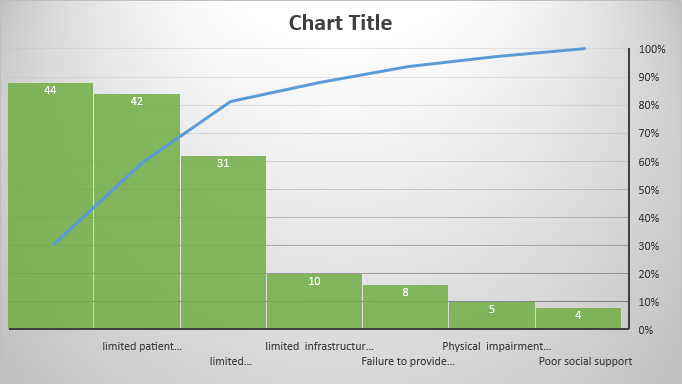 Chart Title
44
42
31
10
8
5
4
100%
90%
80%
70%
60%
50%
40%
30%
20%
10%
0%
limited patient...
limited...
limited  infrastructur...
Failure to provide...
Physical  impairment...
Poor social support